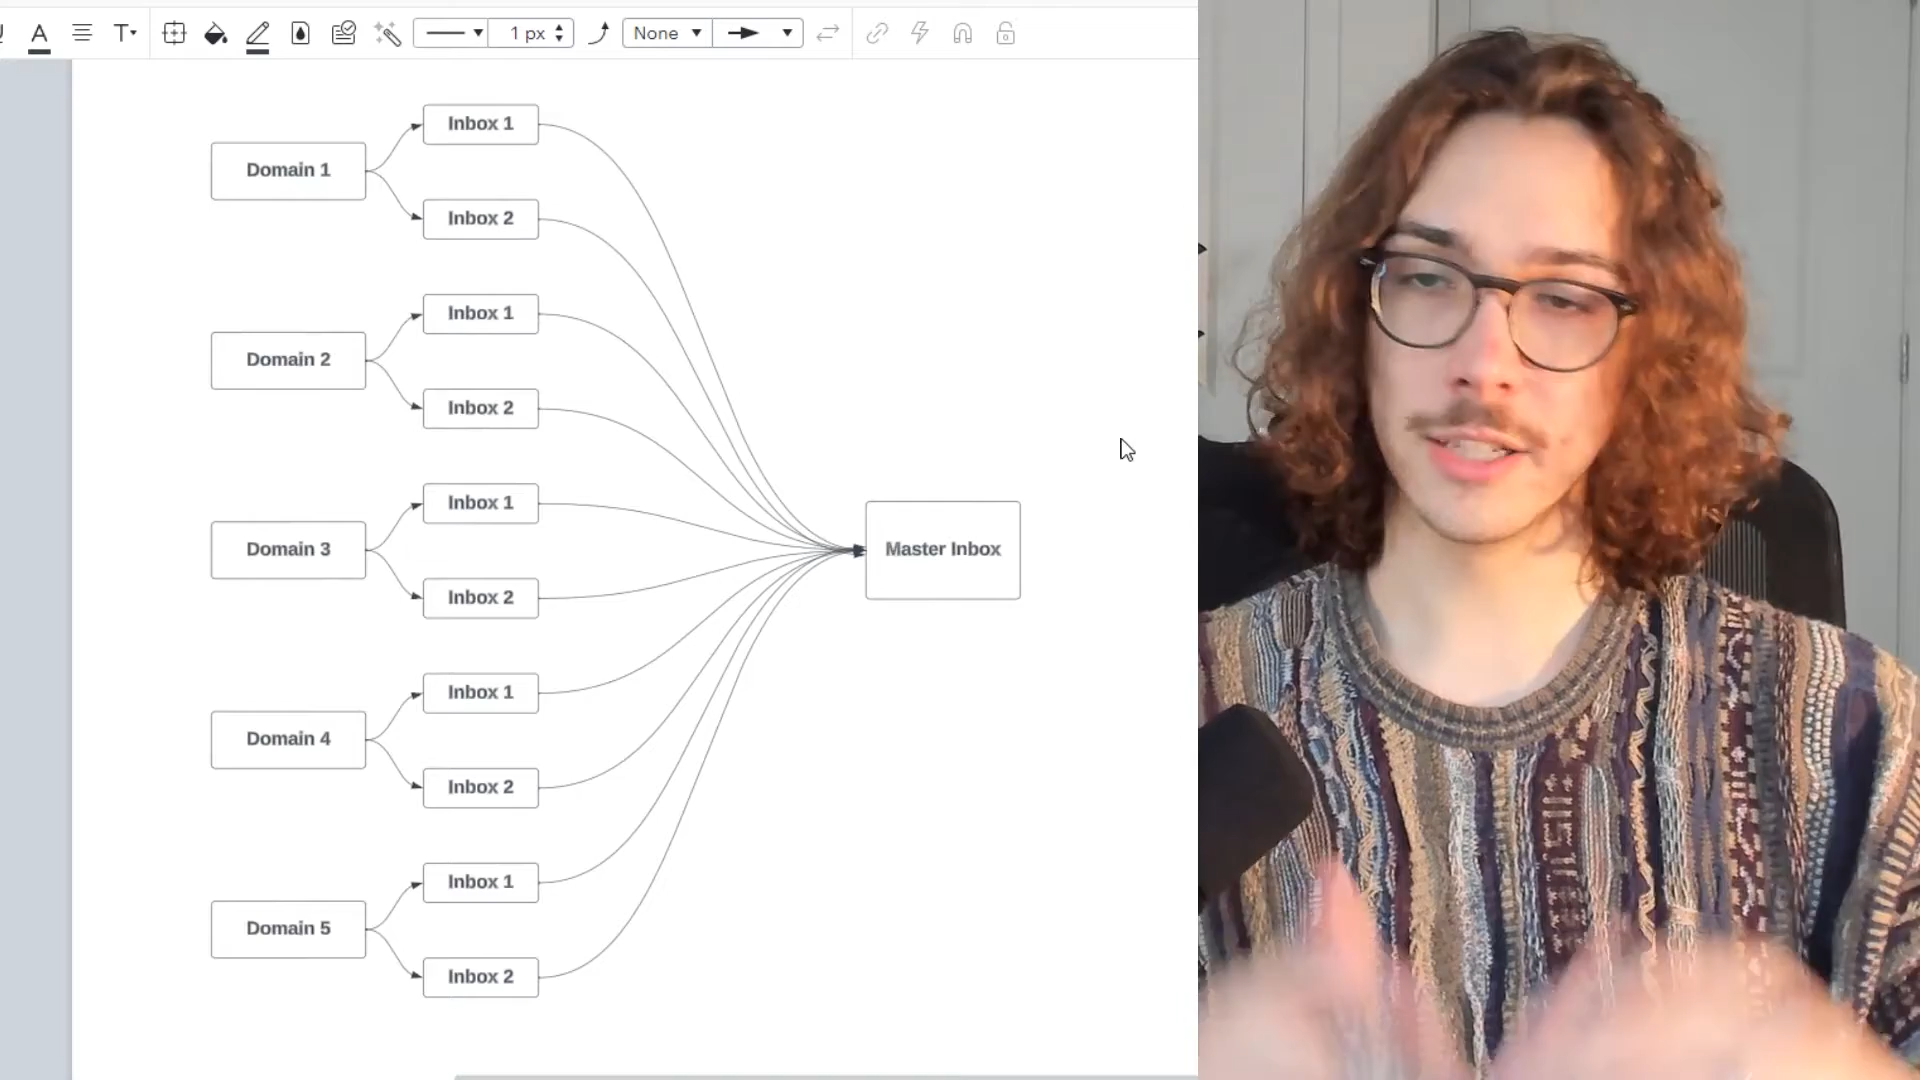 A
T
1 px
None
Inbox 1
Domain 1
Inbox 2
Inbox 1
Domain 2
Inbox 2
Inbox 1
Domain 3
Inbox 2
Master Inbox
Inbox 1
Domain 4
Inbox 2
Inbox 1
Domain 5
Inbox 2